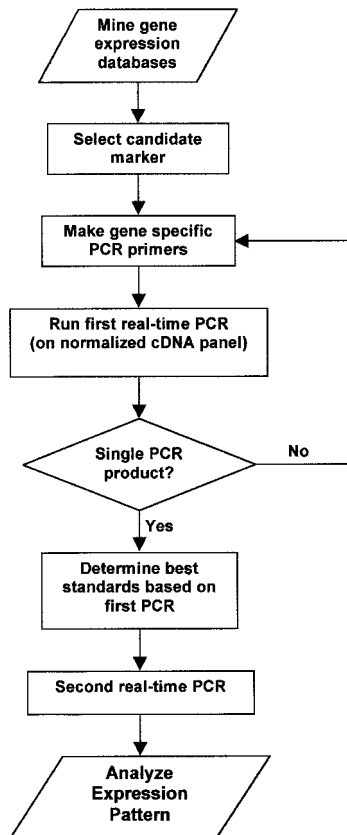 Mine gene
expression
databases
Select candidate
marker
Make gene specific
PCR primers
Run first real-time PCR
(on normalized cDNA panel)
Single PCR
product?
No
Yes
Determine best
standards based on
first PCR
Second real-time PCR
Analyze
Expression
Pattern